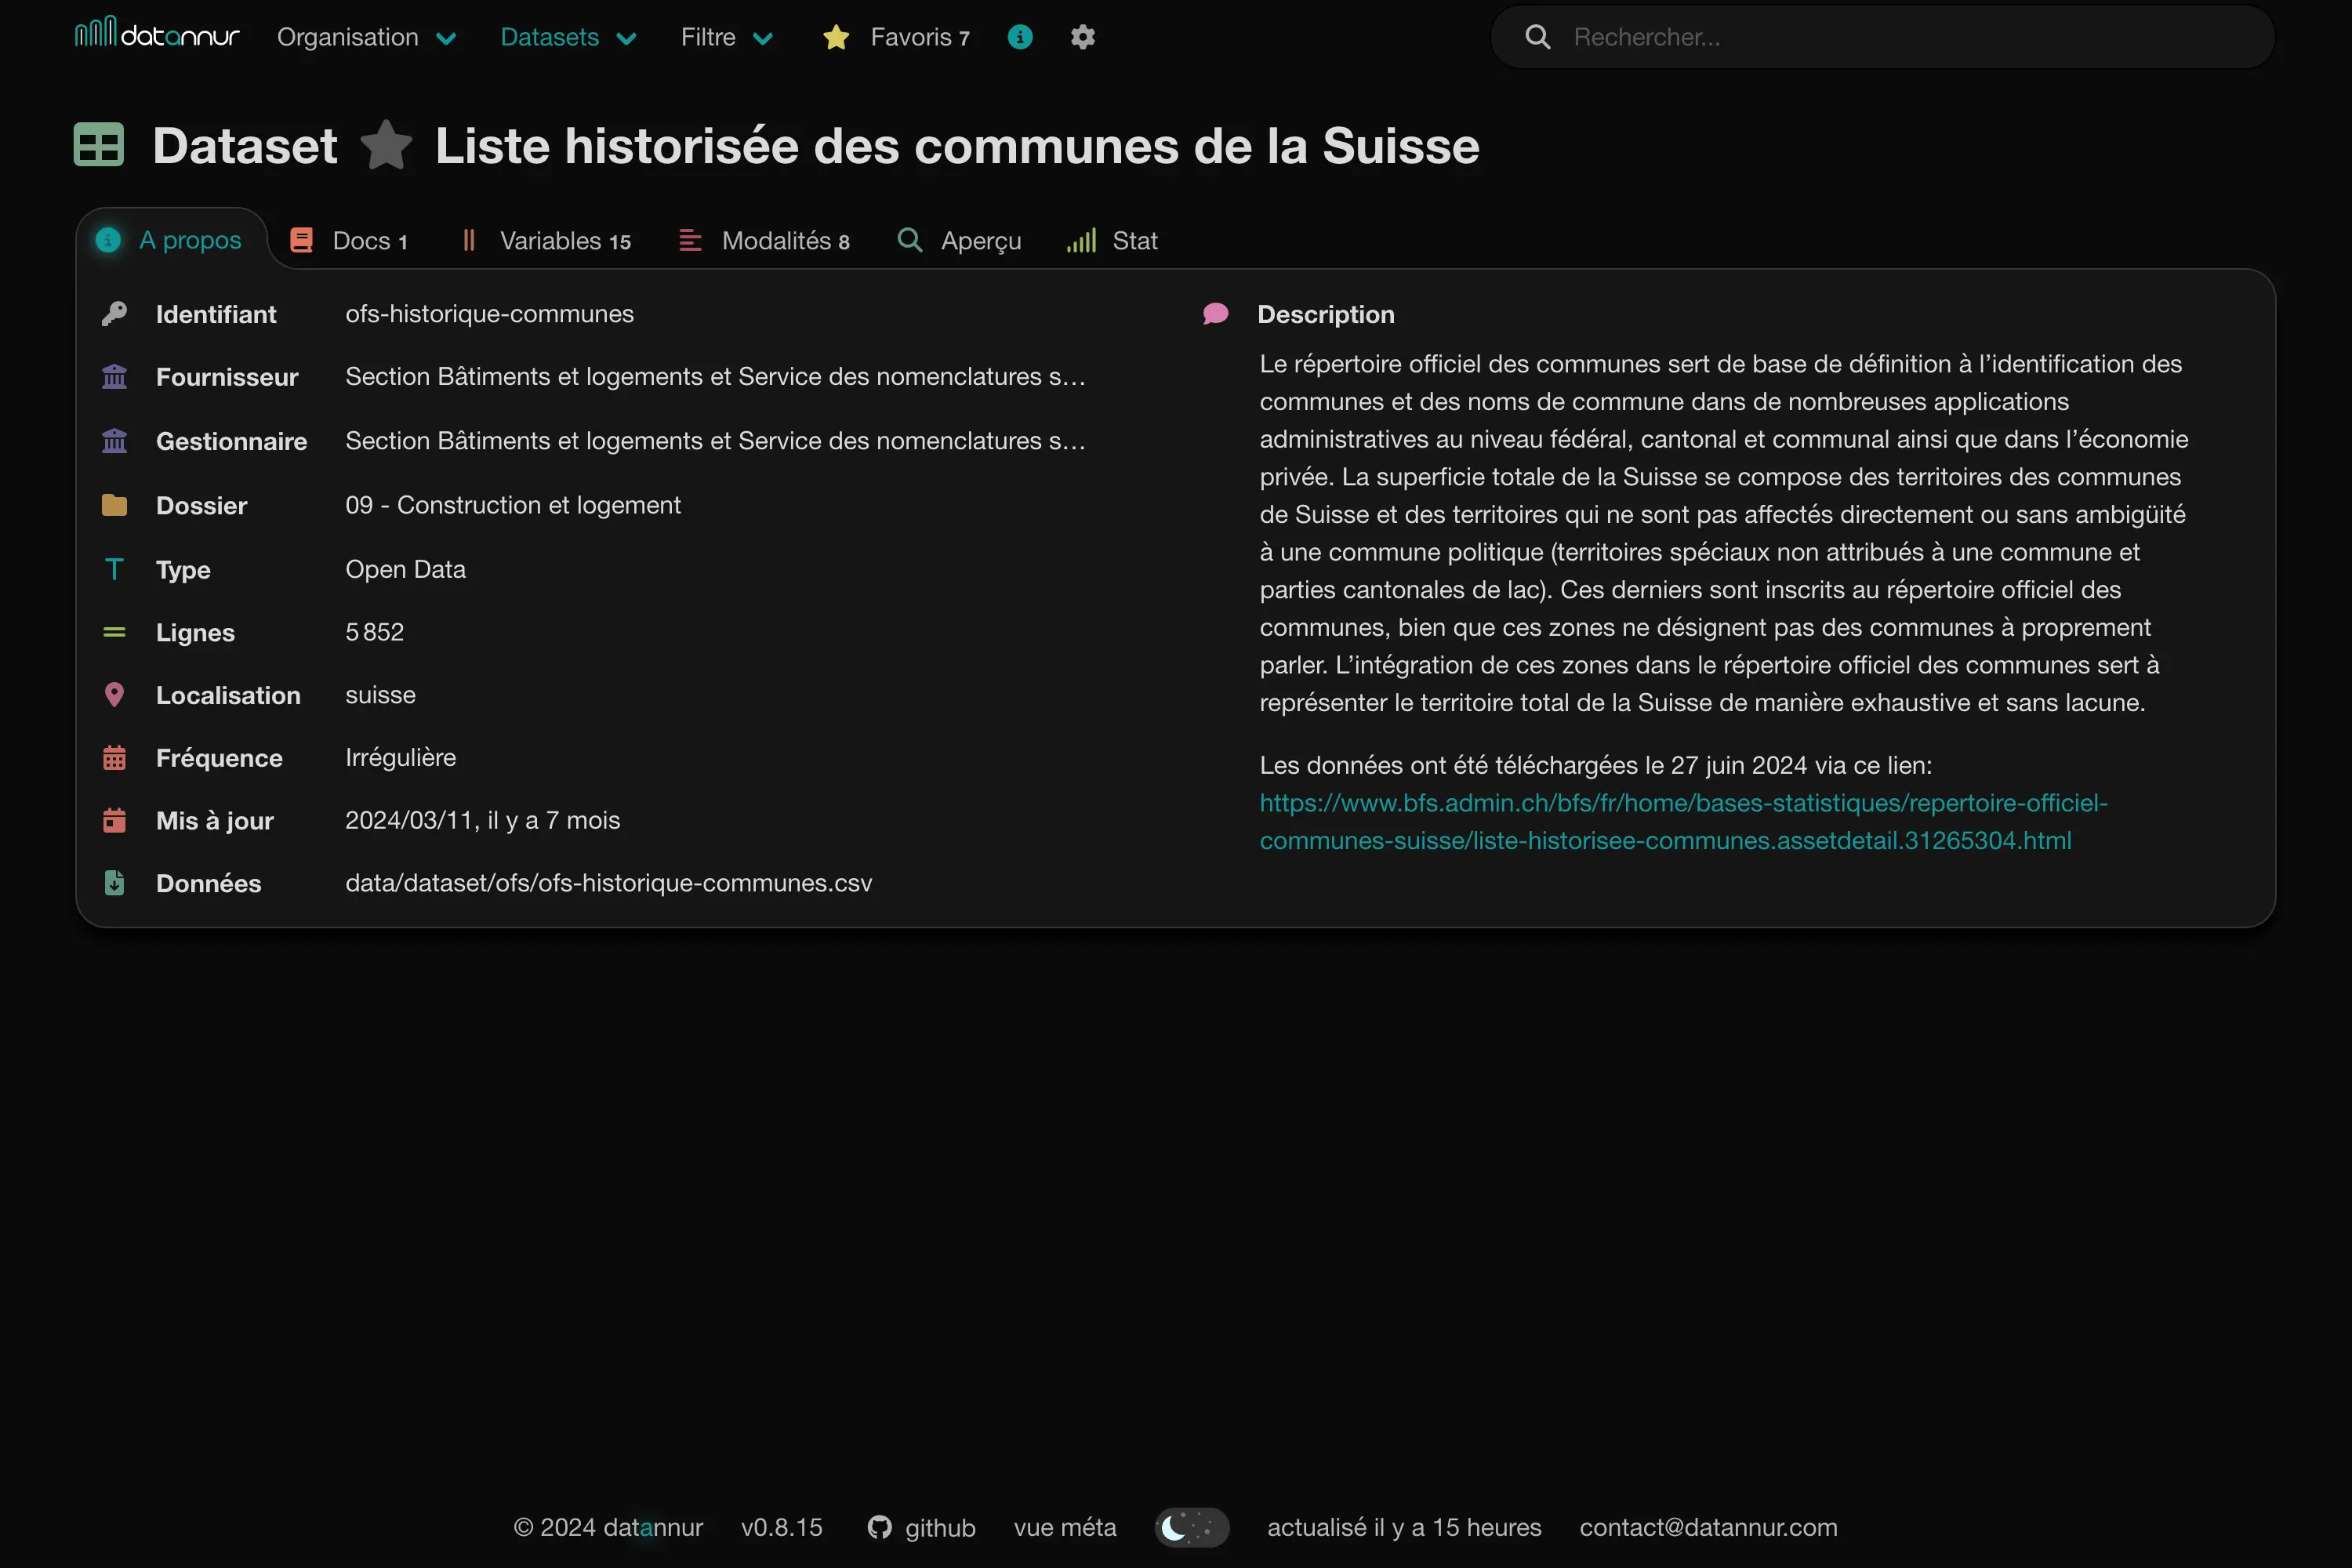 datannur Organisation Datasets Filtre Favoris 7 Rechercher...
Dataset Liste historisée des communes de la Suisse
A propos Docs 1 Variables 15 Modalités 8 Aperçu Stat
Identifiant ofs-historique-communes
Fournisseur Section Bâtiments et logements et Service des nomenclatures s…
Gestionnaire Section Bâtiments et logements et Service des nomenclatures s…
Dossier 09 - Construction et logement
Type Open Data
Lignes 5 852
Localisation suisse
Fréquence Irrégulière
Mis à jour 2024/03/11, il y a 7 mois
Données data/dataset/ofs/ofs-historique-communes.csv
Description
Le répertoire officiel des communes sert de base de définition à l’identification des
communes et des noms de commune dans de nombreuses applications
administratives au niveau fédéral, cantonal et communal ainsi que dans l’économie
privée. La superficie totale de la Suisse se compose des territoires des communes
de Suisse et des territoires qui ne sont pas affectés directement ou sans ambigüité
à une commune politique (territoires spéciaux non attribués à une commune et
parties cantonales de lac). Ces derniers sont inscrits au répertoire officiel des
communes, bien que ces zones ne désignent pas des communes à proprement
parler. L’intégration de ces zones dans le répertoire officiel des communes sert à
représenter le territoire total de la Suisse de manière exhaustive et sans lacune.
Les données ont été téléchargées le 27 juin 2024 via ce lien:
https://www.bfs.admin.ch/bfs/fr/home/bases-statistiques/repertoire-officiel-
communes-suisse/liste-historisee-communes.assetdetail.31265304.html
© 2024 datannur v0.8.15 github vue méta actualisé il y a 15 heures contact@datannur.com